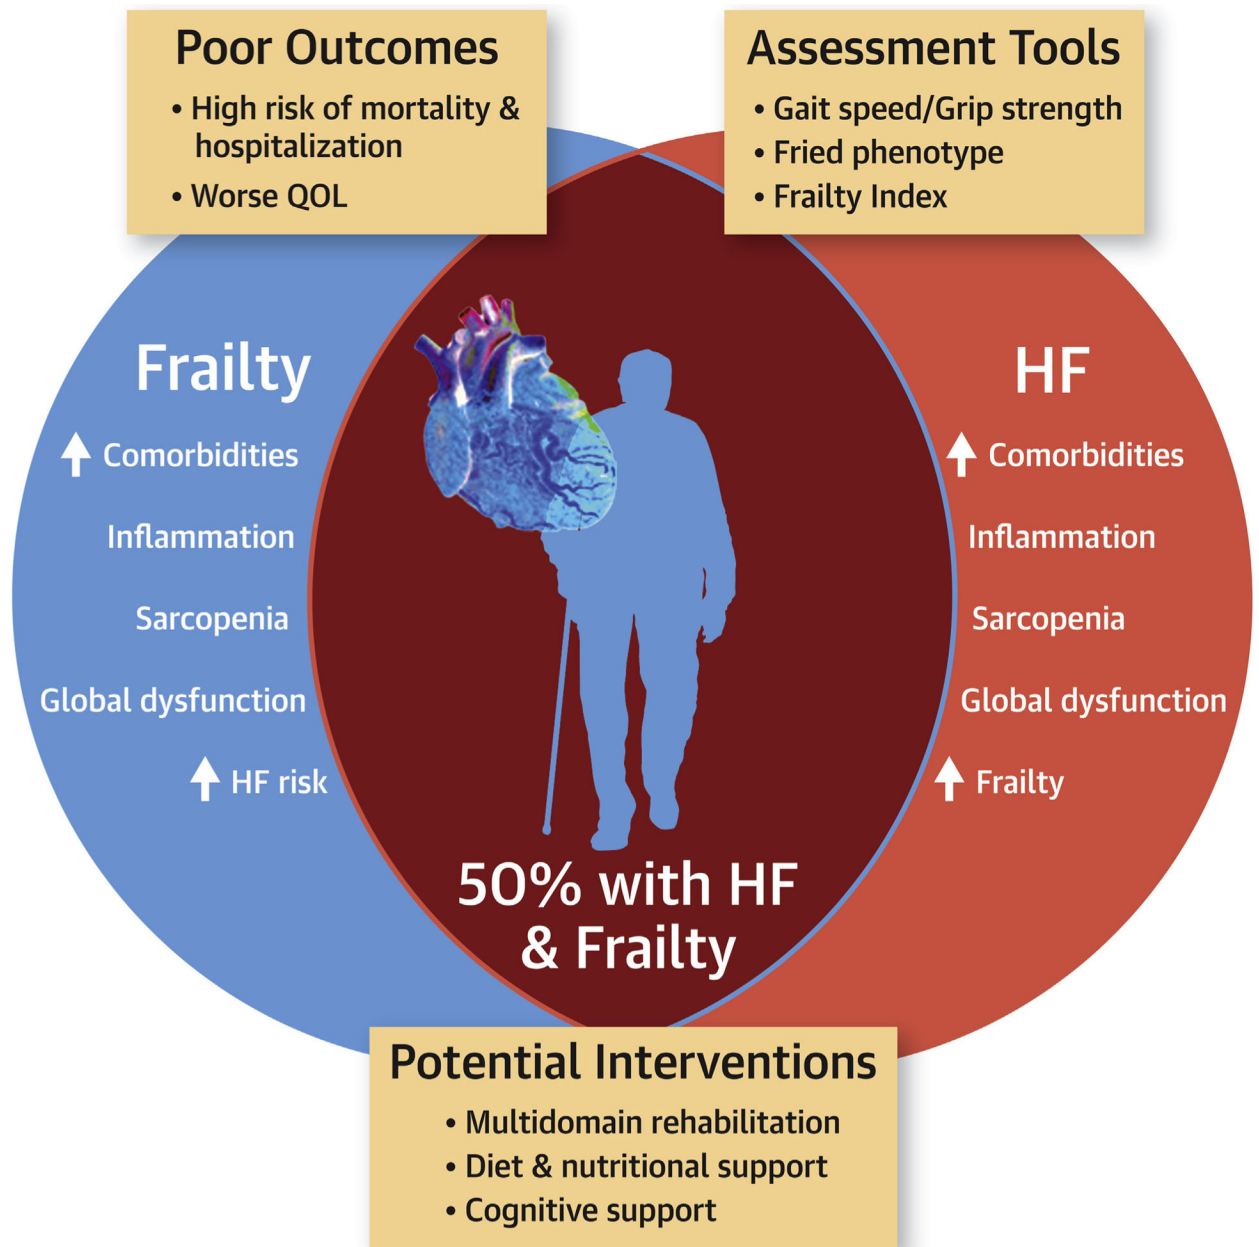 Poor Outcomes
• High risk of mortality &
hospitalization
• Worse QOL
Assessment Tools
• Gait speed/Grip strength
• Fried phenotype
• Frailty Index
Frailty
Comorbidities
Inflammation
Sarcopenia
Global dysfunction
HF risk
HF
Comorbidities
Inflammation
Sarcopenia
Global dysfunction
Frailty
50% with HF
& Frailty
Potential Interventions
• Multidomain rehabilitation
• Diet & nutritional support
• Cognitive support